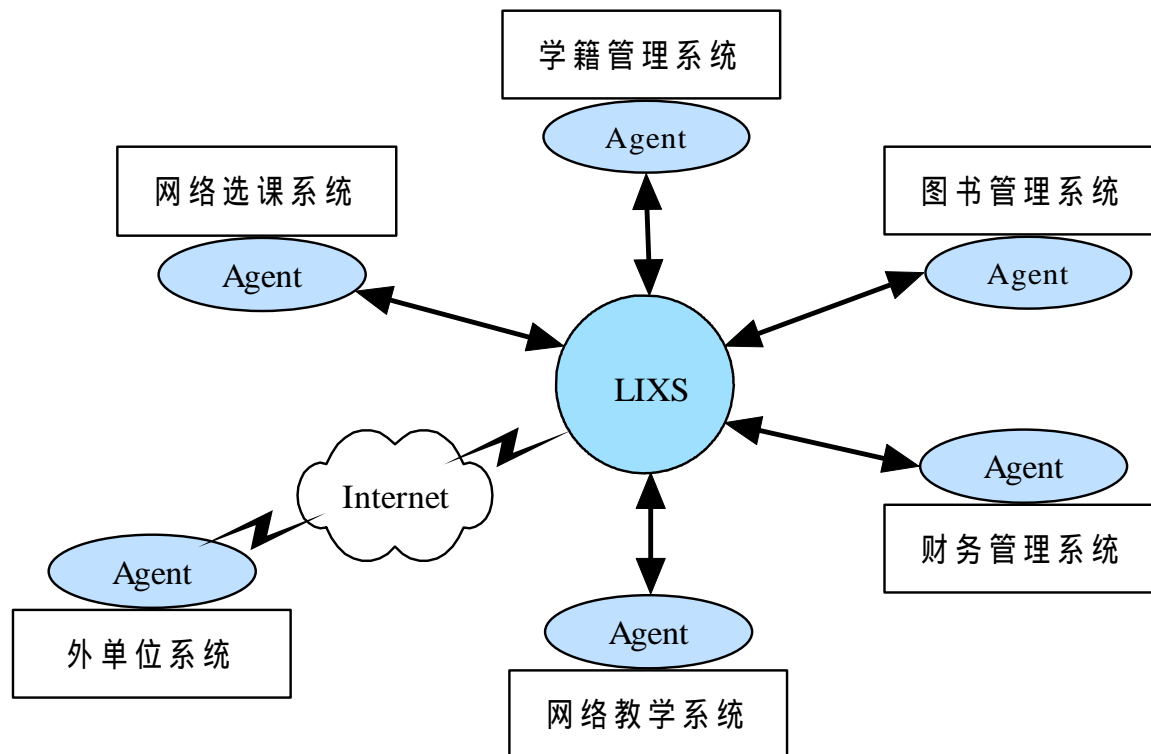 学籍管理系统
Agent
网络选课系统
Agent
图书管理系统
Agent
LIXS
Internet
Agent
财务管理系统
Agent
外单位系统
Agent
网络教学系统